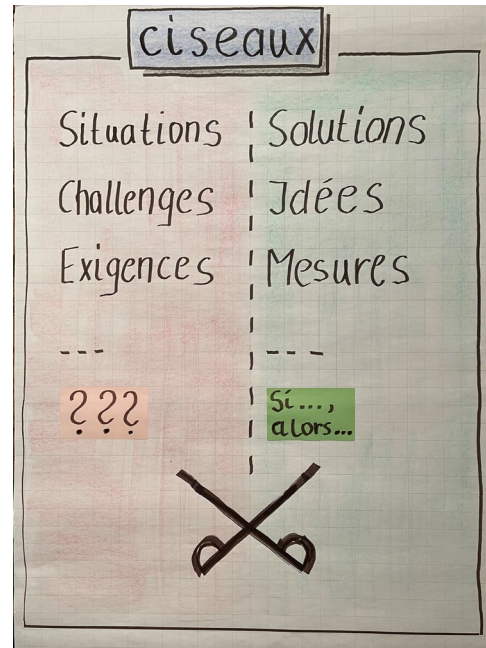 ciseaux
Situations
Challenges
Exigences
---
???
Solutions
Idées
Mesures
---
Si...,
alors...